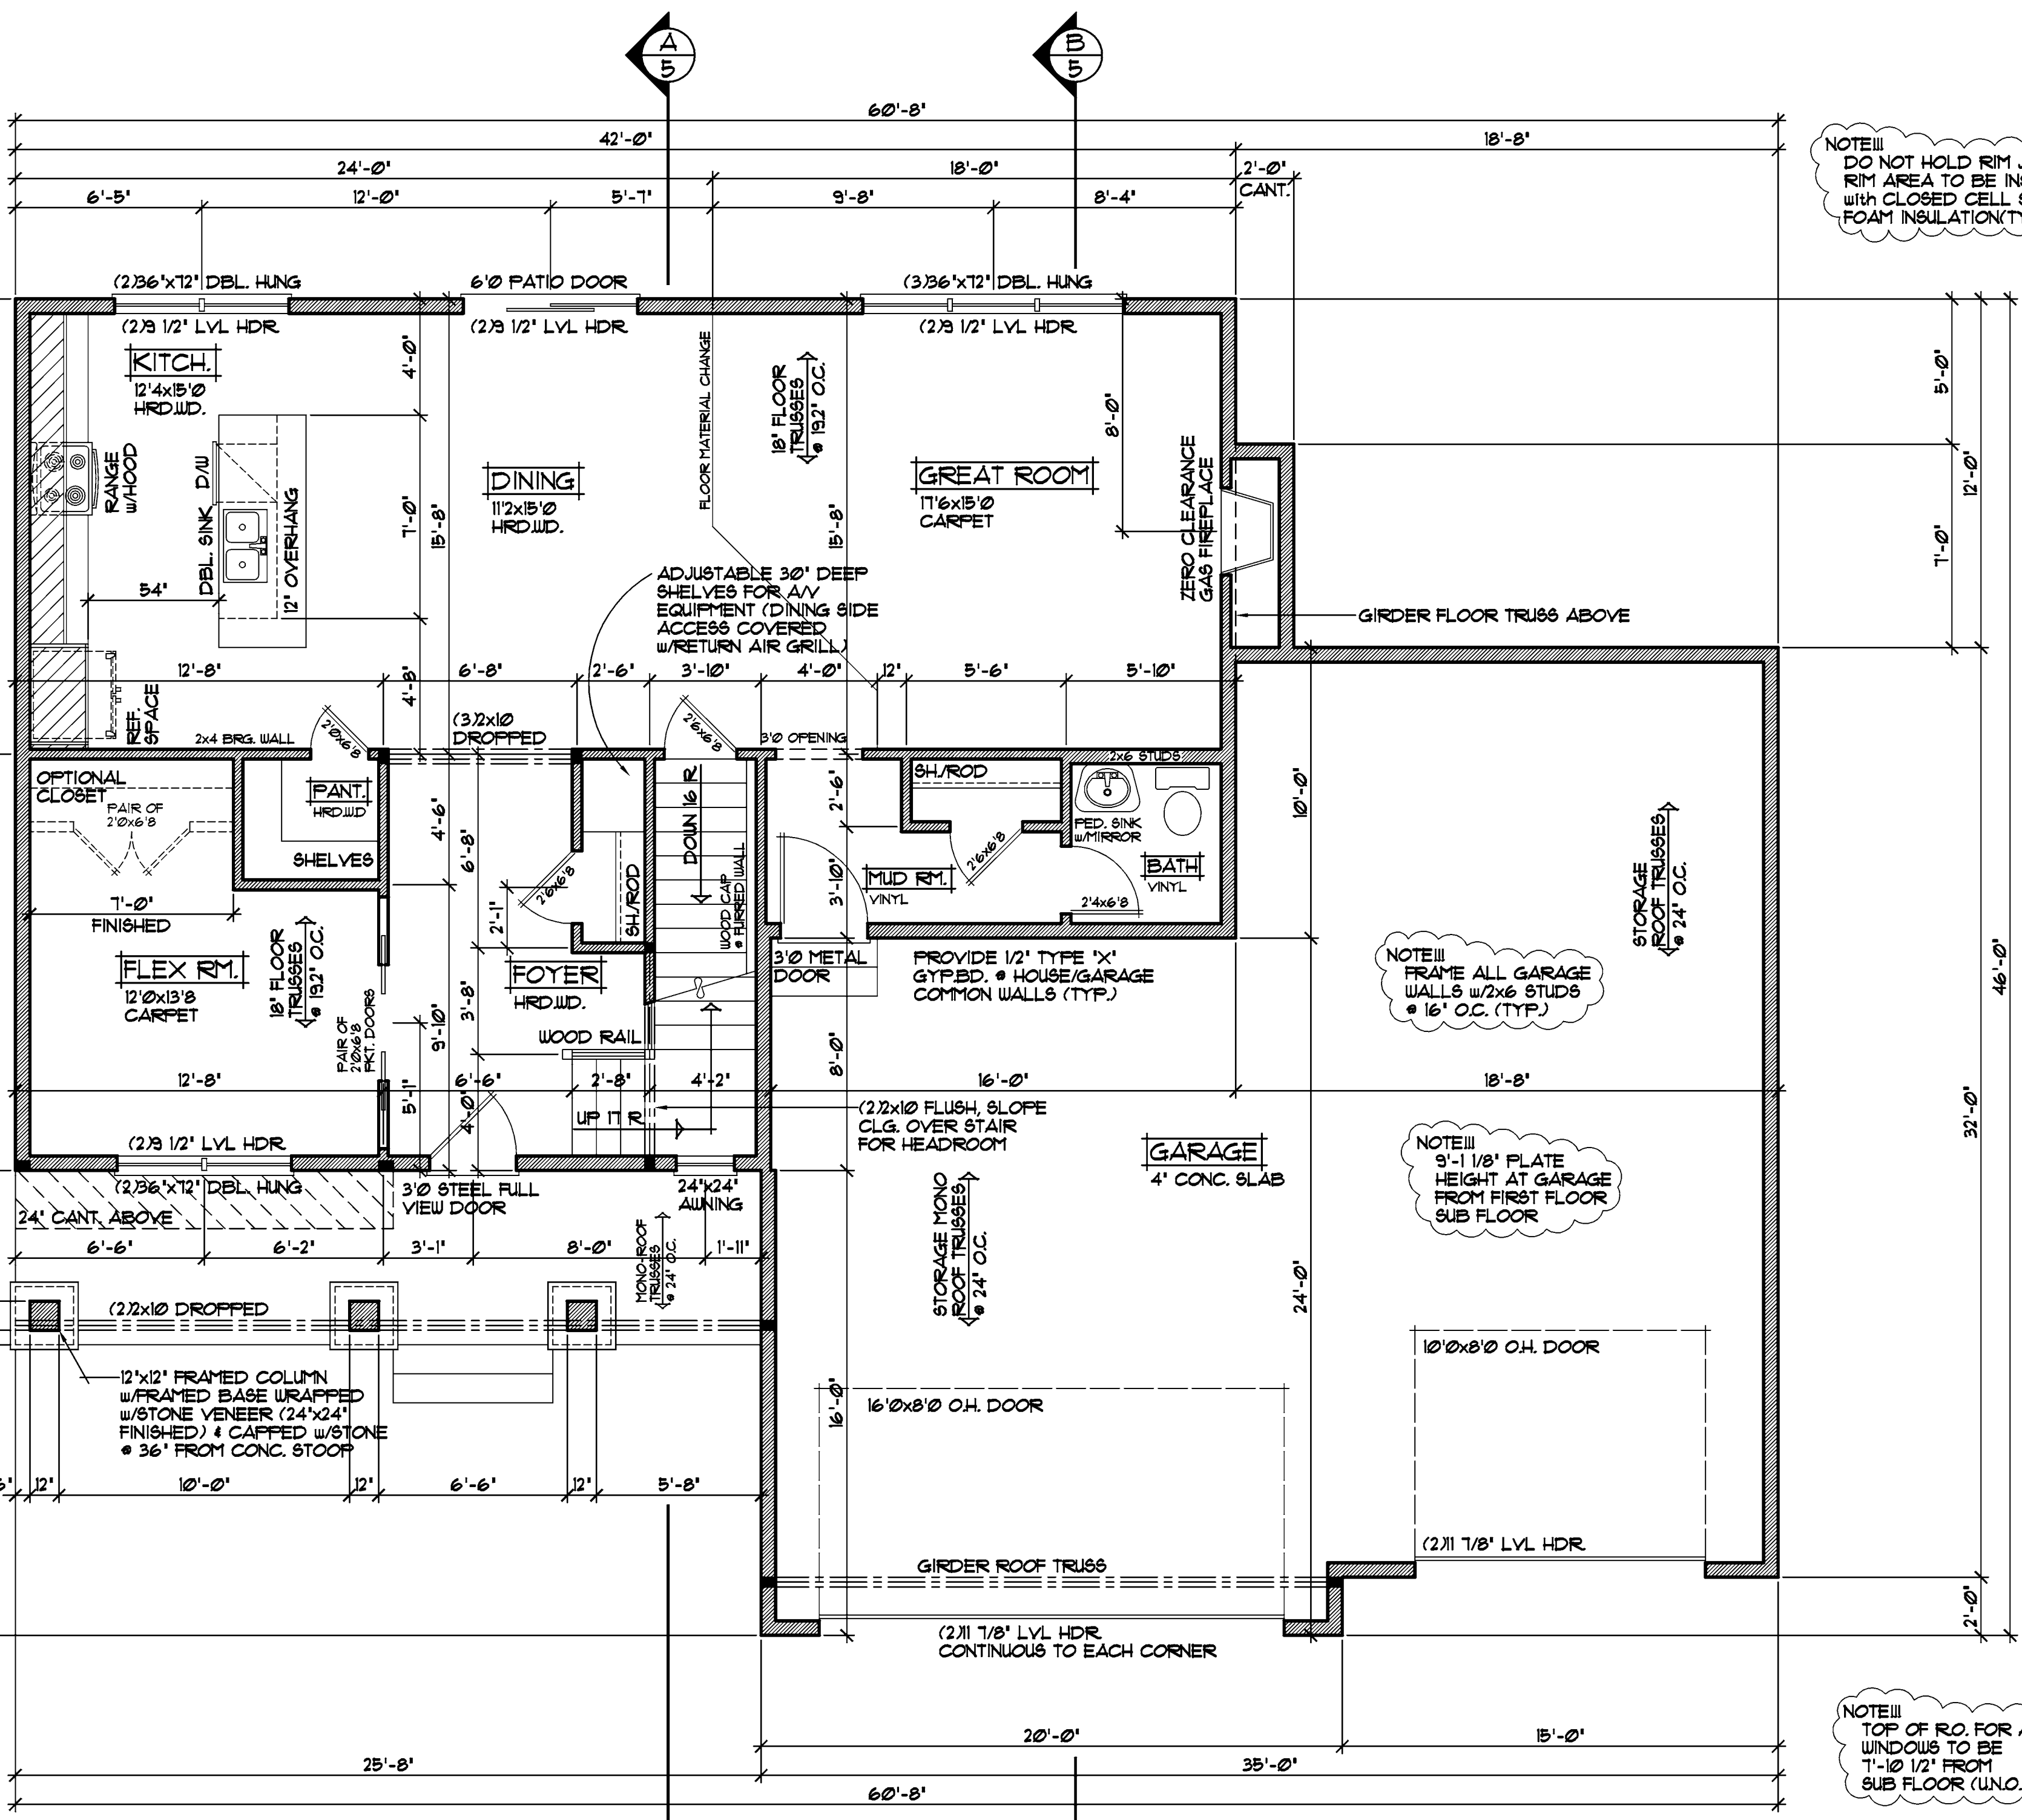 A
5
B
5
60'-8"
42'-0"
18'-8"
24'-0"
18'-0"
2'-0"
CANT.
6'-5"
12'-0"
5'-7"
9'-8"
8'-4"
NOTE!!!
DO NOT HOLD RIM
RIM AREA TO BE
with CLOSED CELL
FOAM INSULATION
(2)36"x72" DBL. HUNG
6'0 PATIO DOOR
(3)36"x72" DBL. HUNG
(2)9 1/2" LVL HDR
(2)9 1/2" LVL HDR
(2)9 1/2" LVL HDR
KITCH.
12'4x15'0
HRD.WD.
4'-0"
FLOOR MATERIAL CHANGE
18" FLOOR
TRUSSES
@ 19.2" O.C.
8'-0"
5'-0"
12'-0"
7'-0"
RANGE
w/HOOD
D/W
DBL. SINK
12" OVERHANG
7'-0"
15'-8"
DINING
11'2x15'0
HRD.WD.
15'-8"
GREAT ROOM
17'6x15'0
CARPET
ZERO CLEARANCE
GAS FIREPLACE
54"
ADJUSTABLE 30" DEEP
SHELVES FOR A/V
EQUIPMENT (DINING SIDE
ACCESS COVERED
w/RETURN AIR GRILL)
GIRDER FLOOR TRUSS ABOVE
12'-8"
4'-8"
6'-8"
2'-6"
3'-10"
4'-0"
12"
5'-6"
5'-10"
REF.
SPACE
2x4 BRG. WALL
2'0x6'8
(3)2x10
DROPPED
2'6x6'8
3'0 OPENING
2x6 STUDS
OPTIONAL
CLOSET
PAIR OF
2'0x6'8
PANT.
HRD.WD
SHELVES
4'-6"
6'-8"
2'6x6'8
SH./ROD
2'-1"
DOWN 16 R
WOOD CAP
@ FURRED WALL
2'-6"
3'-10"
SH./ROD
2'6x6'8
PED. SINK
w/MIRROR
BATH
VINYL
2'4x6'8
MUD RM.
VINYL
10'-0"
STORAGE
ROOF TRUSSES
@ 24" O.C.
7'-0"
FINISHED
FLEX RM.
12'0x13'8
CARPET
18" FLOOR
TRUSSES
@ 19.2" O.C.
PAIR OF
2'0x6'8
PKT. DOORS
9'-10"
3'-8"
FOYER
HRD.WD.
WOOD RAIL
3'0 METAL
DOOR
PROVIDE 1/2" TYPE "X"
GYP.BD. @ HOUSE/GARAGE
COMMON WALLS (TYP.)
NOTE!!!
FRAME ALL GARAGE
WALLS w/2x6 STUDS
@ 16" O.C. (TYP.)
46'-0"
32'-0"
12'-8"
5'-1"
6'-6"
4'-0"
2'-8"
4'-2"
8'-0"
16'-0"
18'-8"
UP 17 R
(2)2x10 FLUSH, SLOPE
CLG. OVER STAIR
FOR HEADROOM
GARAGE
4" CONC. SLAB
NOTE!!!
9'-1 1/8" PLATE
HEIGHT AT GARAGE
FROM FIRST FLOOR
SUB FLOOR
(2)9 1/2" LVL HDR
(2)36"x72" DBL. HUNG
24" CANT. ABOVE
3'0 STEEL FULL
VIEW DOOR
24"x24"
AWNING
MONO-ROOF
TRUSSES
@ 24" O.C.
STORAGE MONO
ROOF TRUSSES
@ 24" O.C.
6'-6"
6'-2"
3'-1"
8'-0"
1'-11"
24'-0"
(2)2x10 DROPPED
12"x12" FRAMED COLUMN
w/FRAMED BASE WRAPPED
w/STONE VENEER (24"x24"
FINISHED) & CAPPED w/STONE
@ 36" FROM CONC. STOOP
16'-0"
16'0x8'0 O.H. DOOR
10'0x8'0 O.H. DOOR
12"
10'-0"
12"
6'-6"
12"
5'-8"
(2)11 7/8" LVL HDR
GIRDER ROOF TRUSS
2'-0"
(2)11 7/8" LVL HDR
CONTINUOUS TO EACH CORNER
NOTE!!!
TOP OF R.O. FOR
WINDOWS TO BE
7'-10 1/2" FROM
SUB FLOOR (U.N.O.
20'-0"
15'-0"
25'-8"
35'-0"
60'-8"